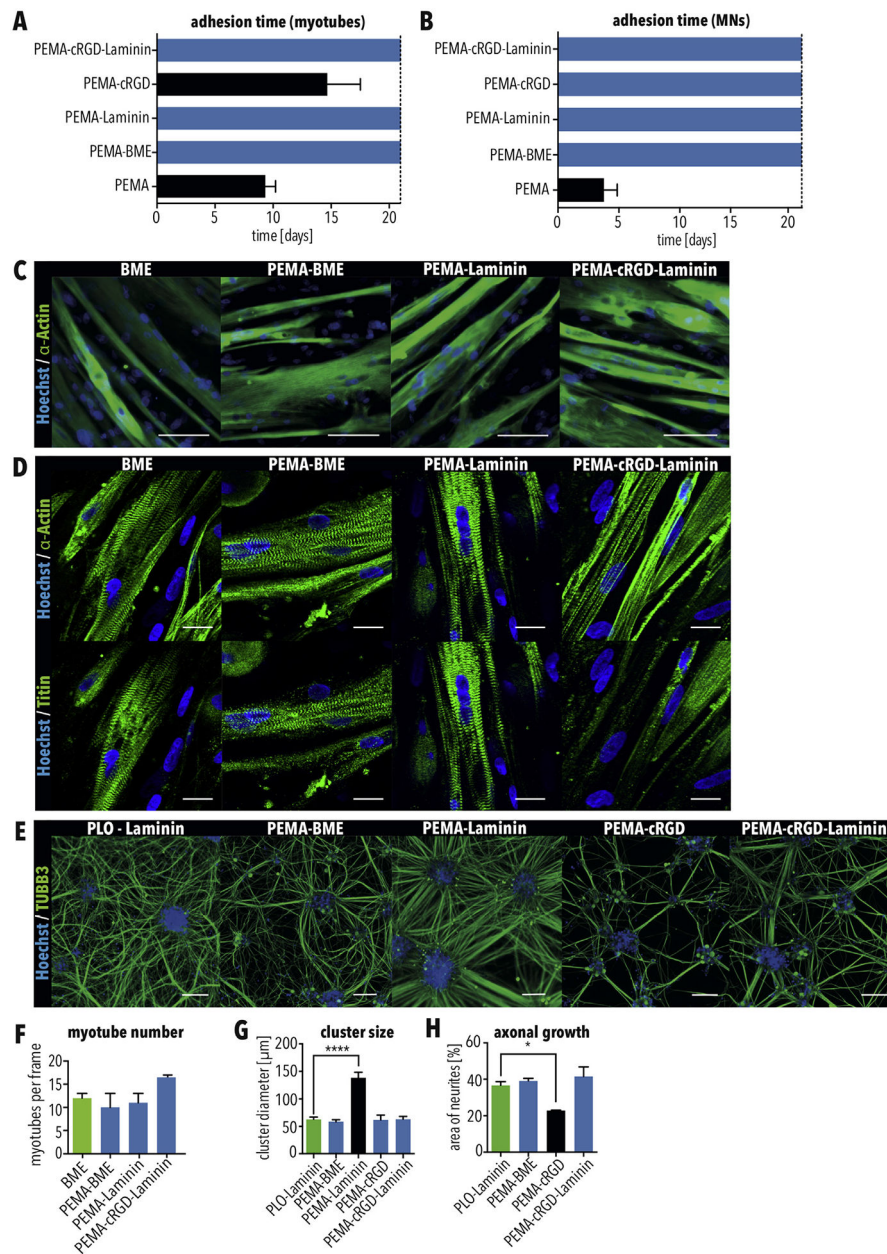 A
adhesion time (myotubes)
PEMA-cRGD-Laminin
PEMA-cRGD
PEMA-Laminin
PEMA-BME
PEMA
0 5 10 15 20
time [days]
B
adhesion time (MNs)
PEMA-cRGD-Laminin
PEMA-cRGD
PEMA-Laminin
PEMA-BME
PEMA
0 5 10 15 20
time [days]
C
BME PEMA-BME PEMA-Laminin PEMA-cRGD-Laminin
Hoechst / α-Actin
D
BME PEMA-BME PEMA-Laminin PEMA-cRGD-Laminin
Hoechst / α-Actin
Hoechst/Titin
E
PLO - Laminin PEMA-BME PEMA-Laminin PEMA-cRGD PEMA-cRGD-Laminin
Hoechst / TUBB3
F
myotube number
myotubes per frame
20
15
10
5
0
BME
PEMA-BME
PEMA-Laminin
PEMA-cRGD-Laminin
G
cluster size
cluster diameter [µm]
200
150
100
50
0
****
PLO-Laminin
PEMA-BME
PEMA-Laminin
PEMA-cRGD
PEMA-cRGD-Laminin
H
axonal growth
area of neurites [%]
60
40
20
0
*
PLO-Laminin
PEMA-BME
PEMA-cRGD
PEMA-cRGD-Laminin